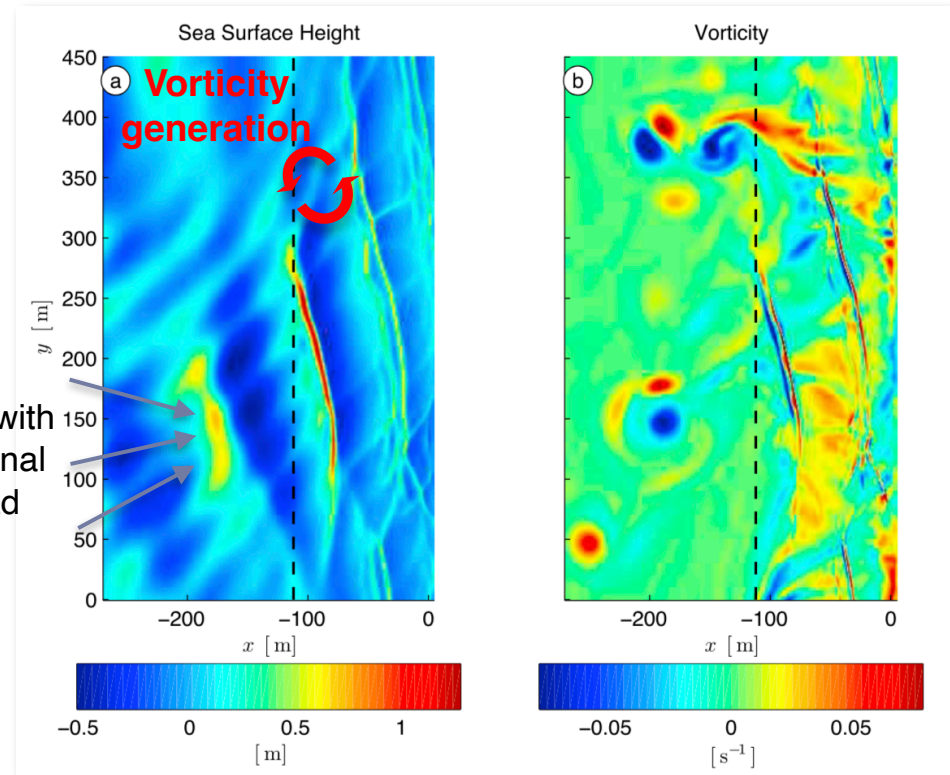 Sea Surface Height
Vorticity
a
b
Vorticity
generation
450
400
350
300
250
200
150
100
50
0
y [m]
with
nal
d
−200
−100
0
−200
−100
0
x [m]
x [m]
−0.5
0
0.5
1
−0.05
0
0.05
[m]
[s⁻¹]